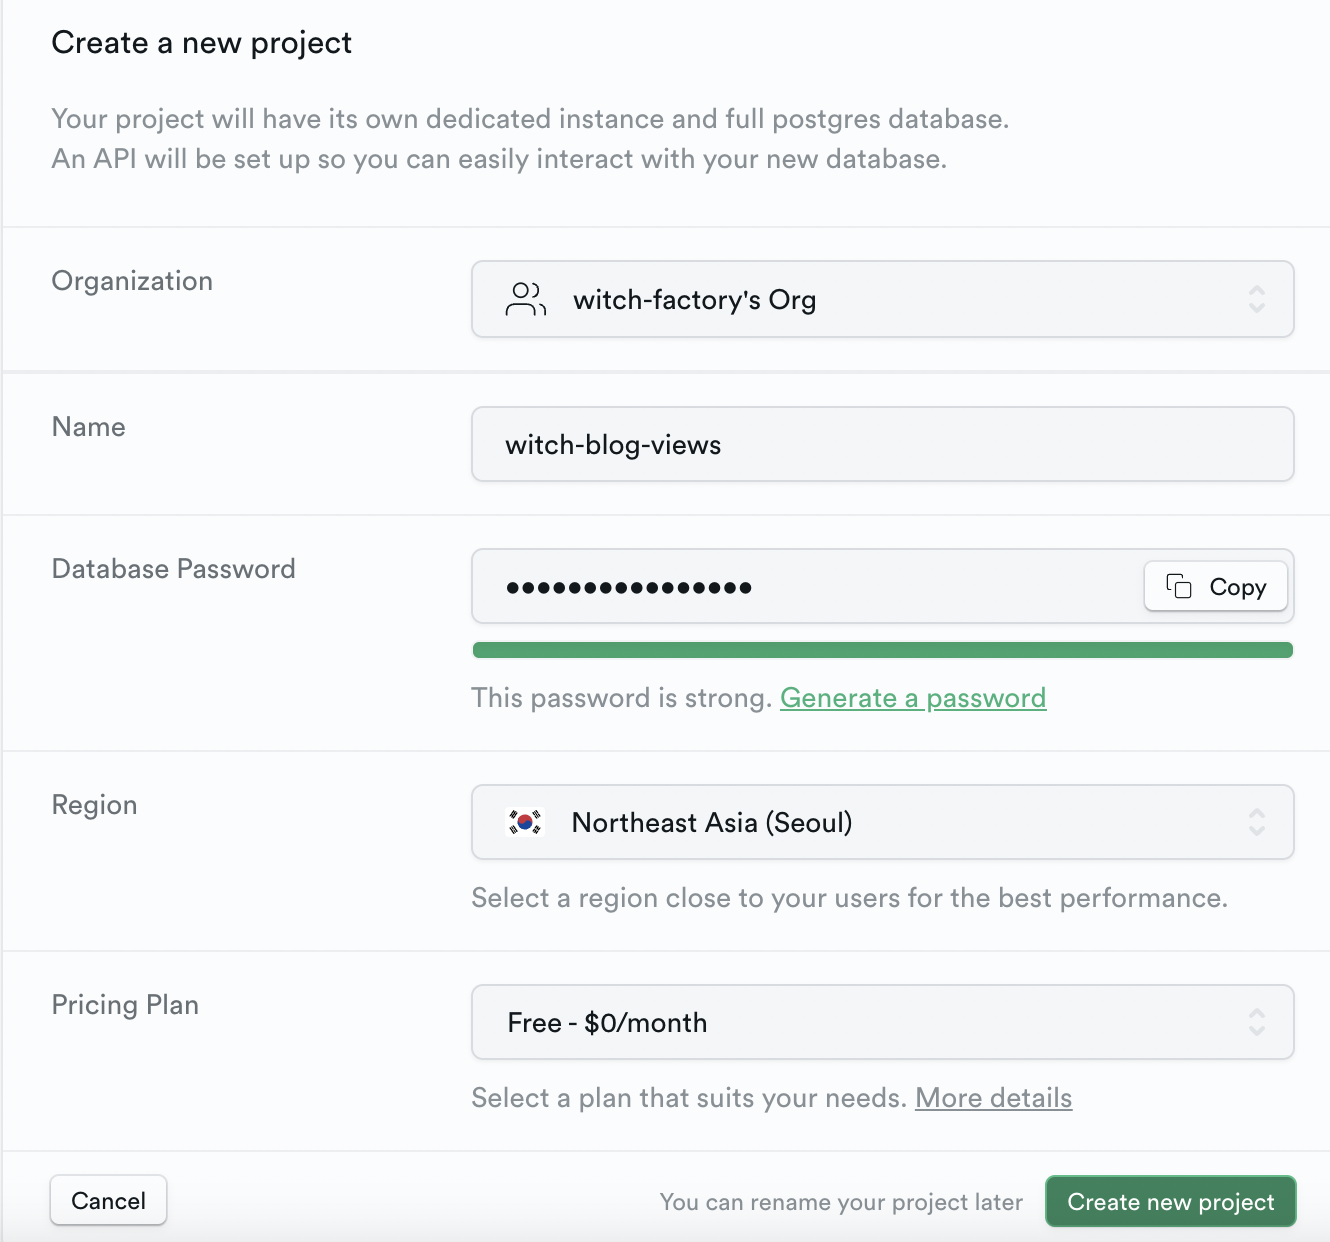 Create a new project
Your project will have its own dedicated instance and full postgres database.
An API will be set up so you can easily interact with your new database.
Organization
witch-factory's Org
Name
witch-blog-views
Database Password
••••••••••••••••
Copy
This password is strong. Generate a password
Region
Northeast Asia (Seoul)
Select a region close to your users for the best performance.
Pricing Plan
Free - $0/month
Select a plan that suits your needs. More details
Cancel
You can rename your project later
Create new project